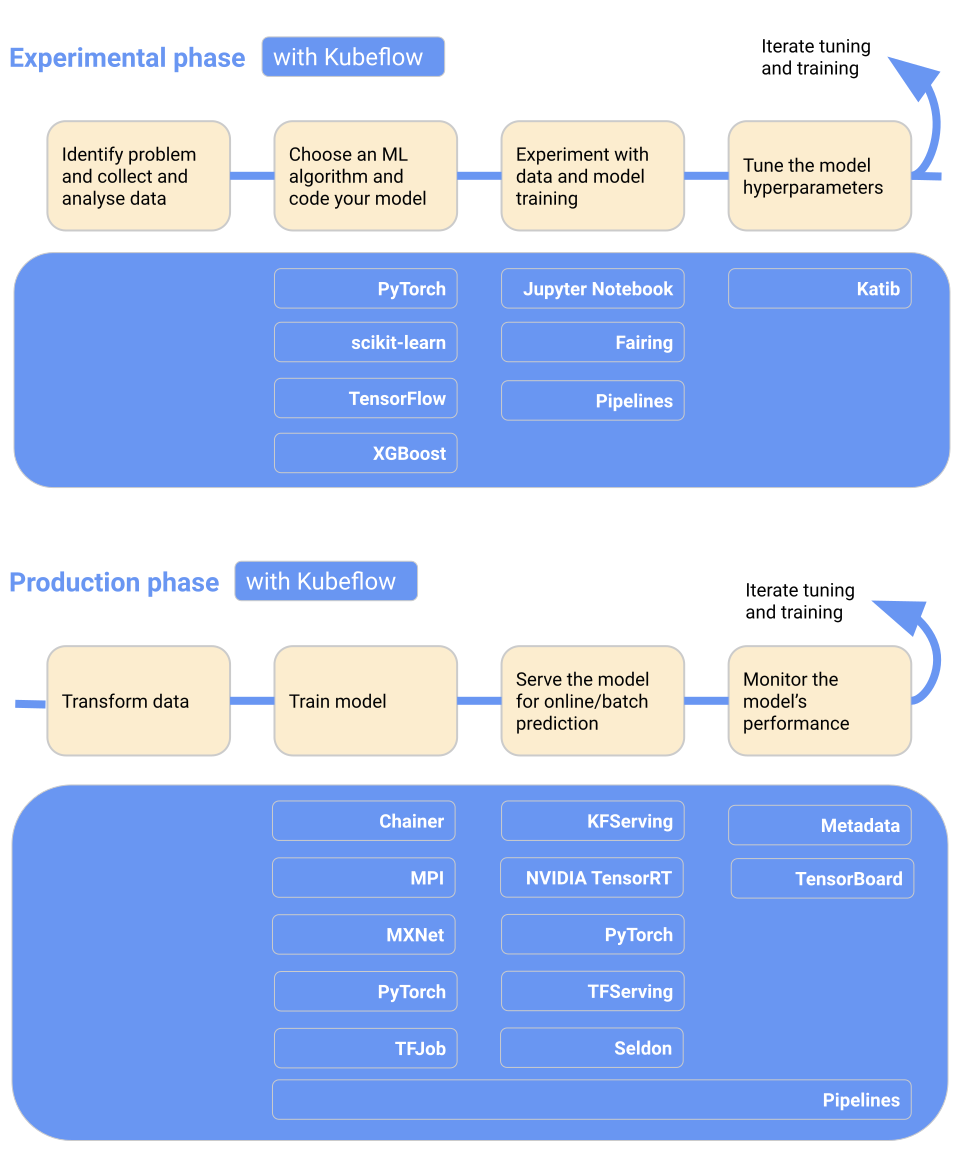 Experimental phase with Kubeflow
Iterate tuning
and training
Identify problem
and collect and
analyse data
Choose an ML
algorithm and
code your model
Experiment with
data and model
training
Tune the model
hyperparameters
PyTorch
scikit-learn
TensorFlow
XGBoost
Jupyter Notebook
Fairing
Pipelines
Katib
Production phase with Kubeflow
Iterate tuning
and training
Transform data
Train model
Serve the model
for online/batch
prediction
Monitor the
model’s
performance
Chainer
MPI
MXNet
PyTorch
TFJob
KFServing
NVIDIA TensorRT
PyTorch
TFServing
Seldon
Metadata
TensorBoard
Pipelines